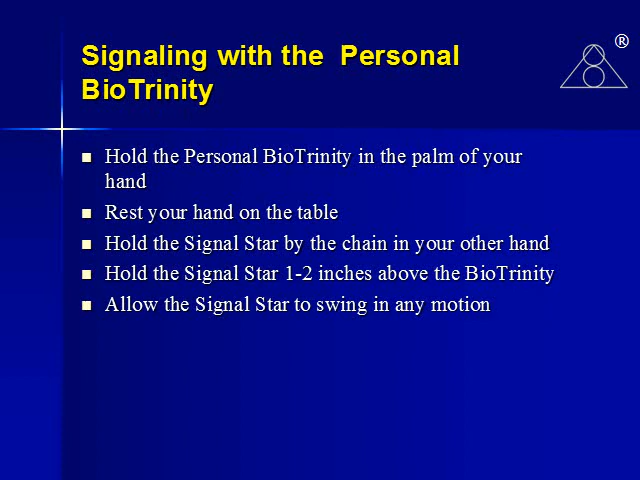 Signaling with the  Personal
BioTrinity
®
■ Hold the Personal BioTrinity in the palm of your
hand
■ Rest your hand on the table
■ Hold the Signal Star by the chain in your other hand
■ Hold the Signal Star 1-2 inches above the BioTrinity
■ Allow the Signal Star to swing in any motion